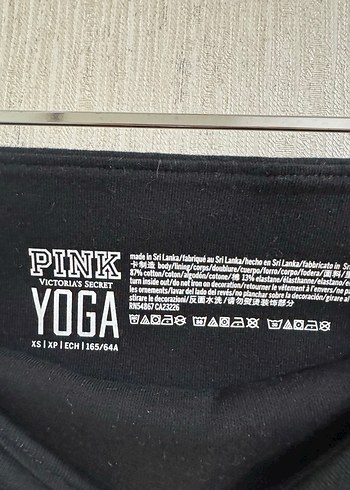 PINK
VICTORIA'S SECRET
YOGA
XS | XP | ECH | 165/64A
made in Sri Lanka/fabriqué au Sri Lanka/hecho en Sri Lanka/fabbricato in Sri
卡制造 body/lining/corps/doublure/cuerpo/forro/corpo/fodera/面料/
87% cotton/coton/algodón/cotone/棉 13% elastane/élasthanne/elastano/
turn inside out/do not iron on decoration/retourner le vêtement à l'envers/ne pa
les ornements/lavar del lado del revés/no planchar sobre la decoración/girare al
stirare le decorazioni/反面水洗/请勿熨烫装饰部分
RN54867 CA23226